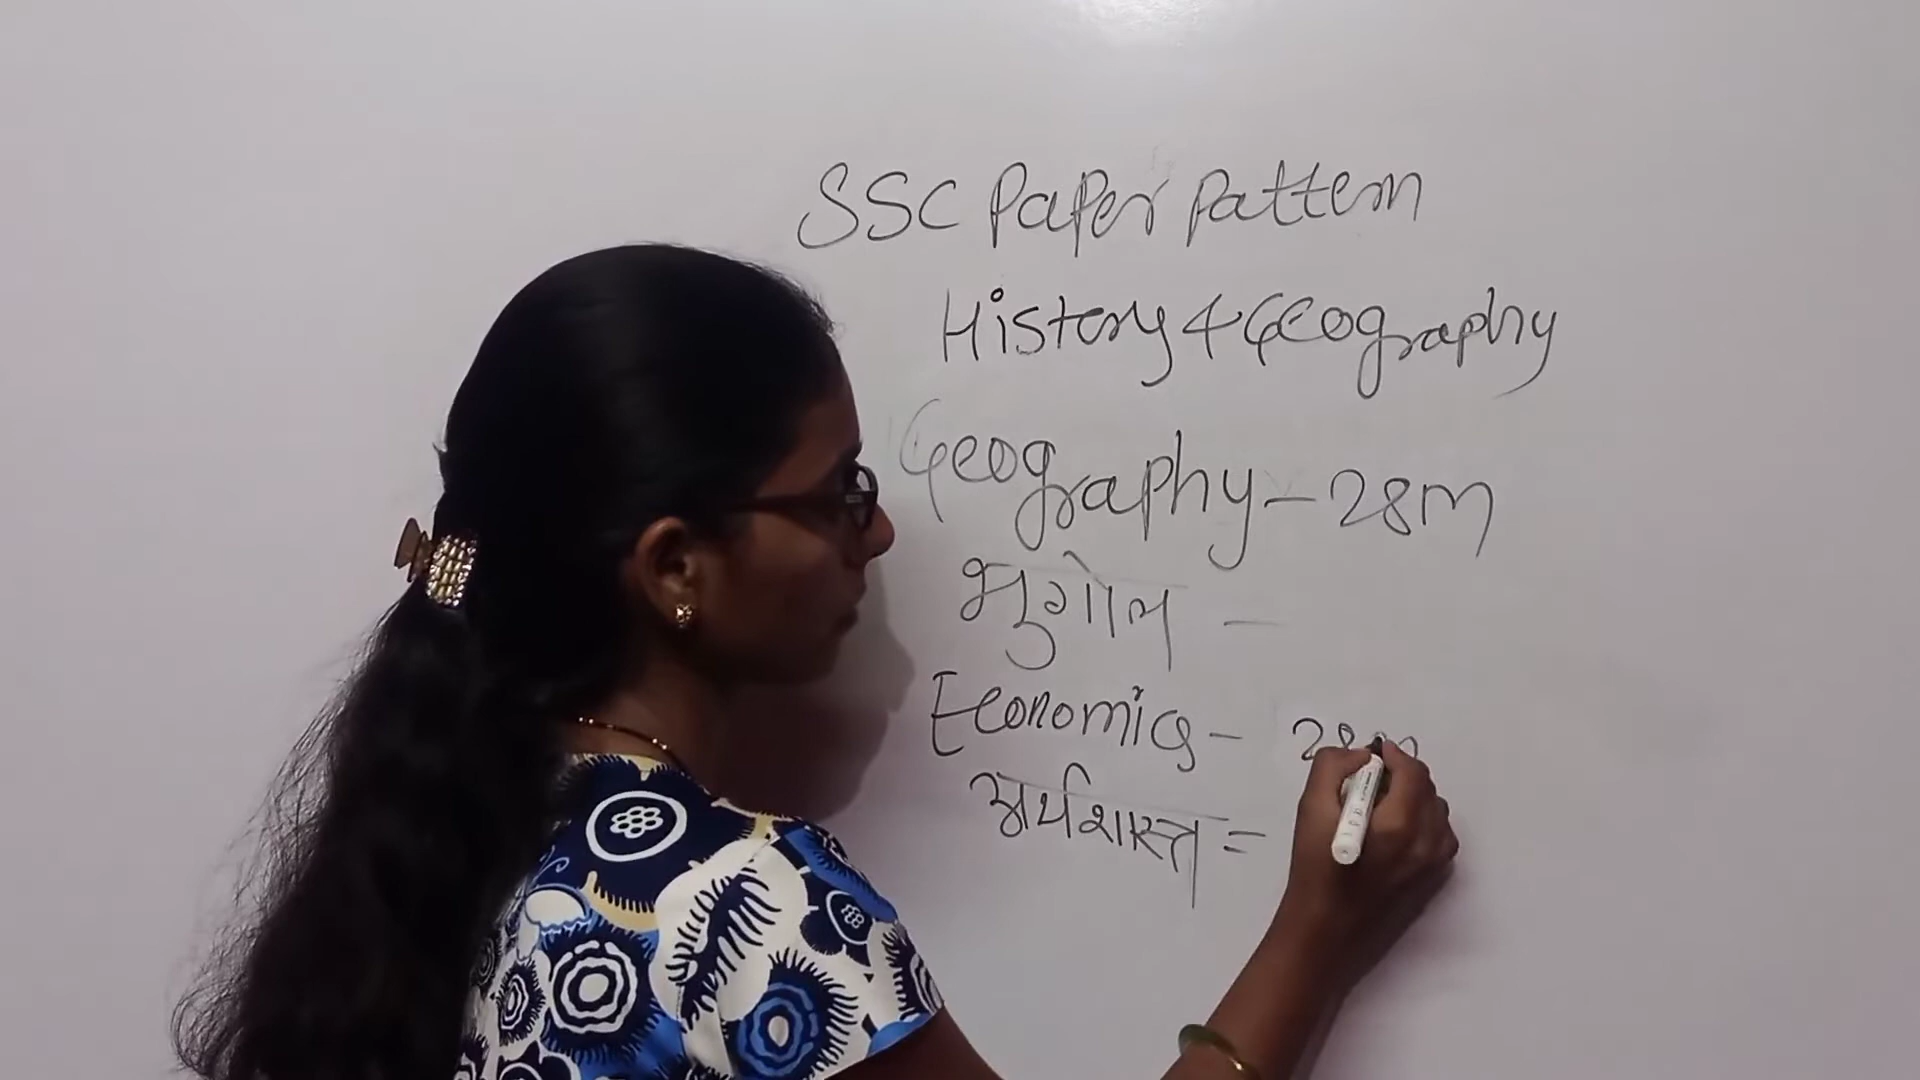 SSC Paper Pattern
History & Geography
Geography - 28m
भुगोल -
Economics - 28m
अर्थशास्त्र =